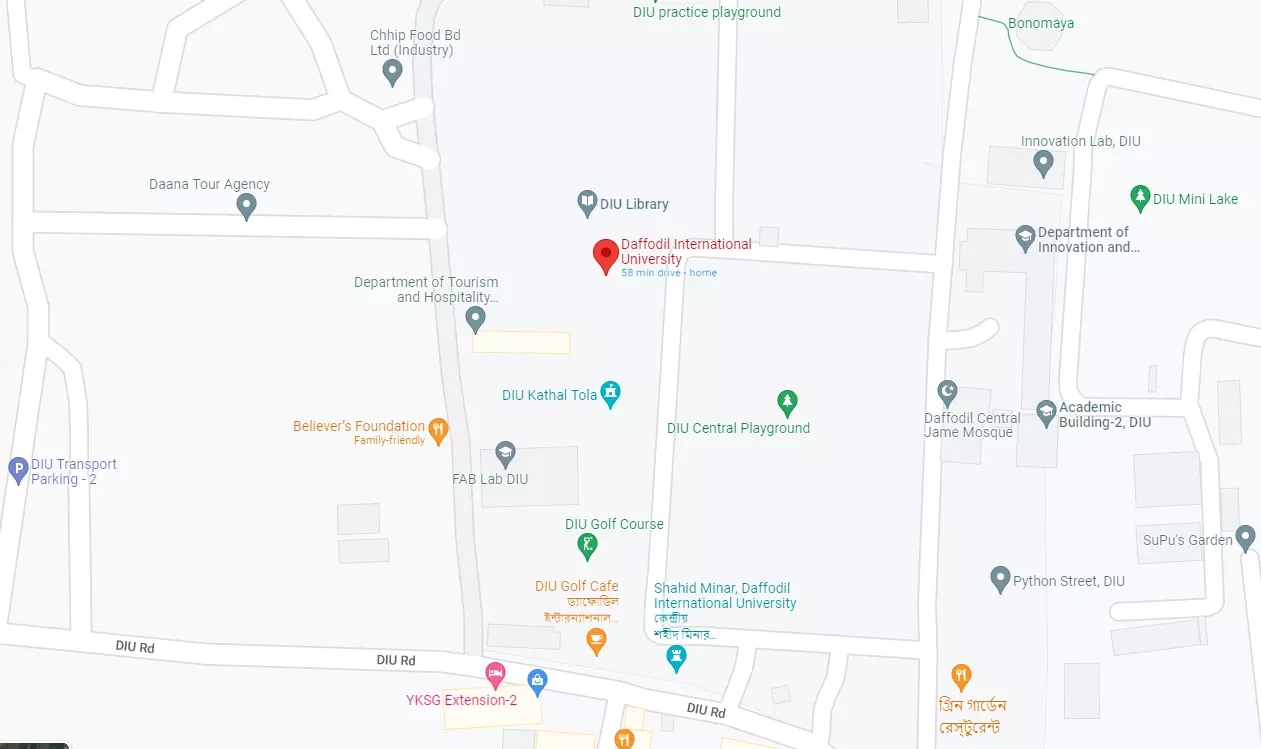 DIU practice playground
Bonomaya
Chhip Food Bd
Ltd (Industry)
Innovation Lab, DIU
Daana Tour Agency
DIU Library
DIU Mini Lake
Department of
Innovation and...
Daffodil International
University
58 min drive - home
Department of Tourism
and Hospitality...
DIU Kathal Tola
DIU Central Playground
Daffodil Central
Jame Mosque
Academic
Building-2, DIU
Believer's Foundation
Family-friendly
P
DIU Transport
Parking - 2
FAB Lab DIU
DIU Golf Course
SuPu's Garden
DIU Golf Cafe
ড্যাফোডিল
ইন্টারন্যাশনাল...
Shahid Minar, Daffodil
International University
কেন্দ্রীয়
শহীদ মিনার...
Python Street, DIU
DIU Rd
DIU Rd
YKSG Extension-2
DIU Rd
গ্রিন গার্ডেন
রেস্টুরেন্ট